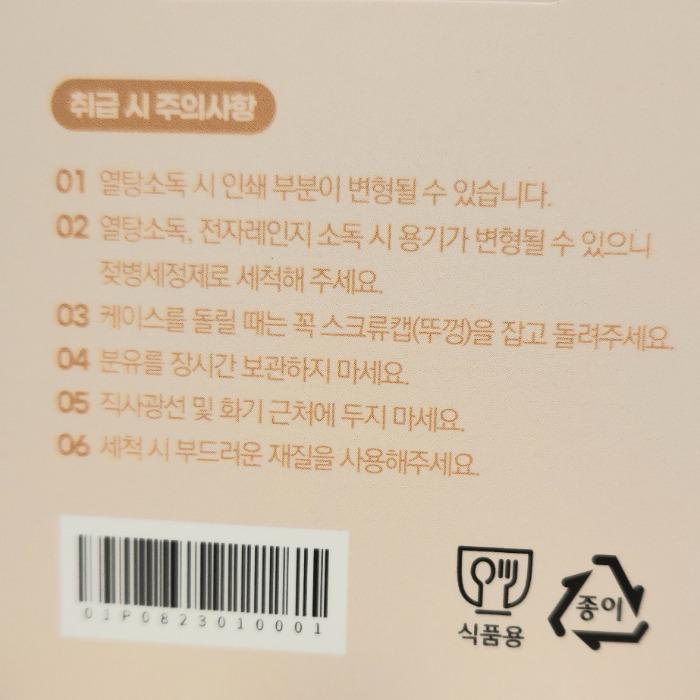 취급 시 주의사항
01 열탕소독 시 인쇄 부분이 변형될 수 있습니다.
02 열탕소독, 전자레인지 소독 시 용기가 변형될 수 있으니
젖병세정제로 세척해 주세요.
03 케이스를 돌릴 때는 꼭 스크류캡(뚜껑)을 잡고 돌려주세요.
04 분유를 장시간 보관하지 마세요.
05 직사광선 및 화기 근처에 두지 마세요.
06 세척 시 부드러운 재질을 사용해주세요.
01P0823010001
식품용
종이